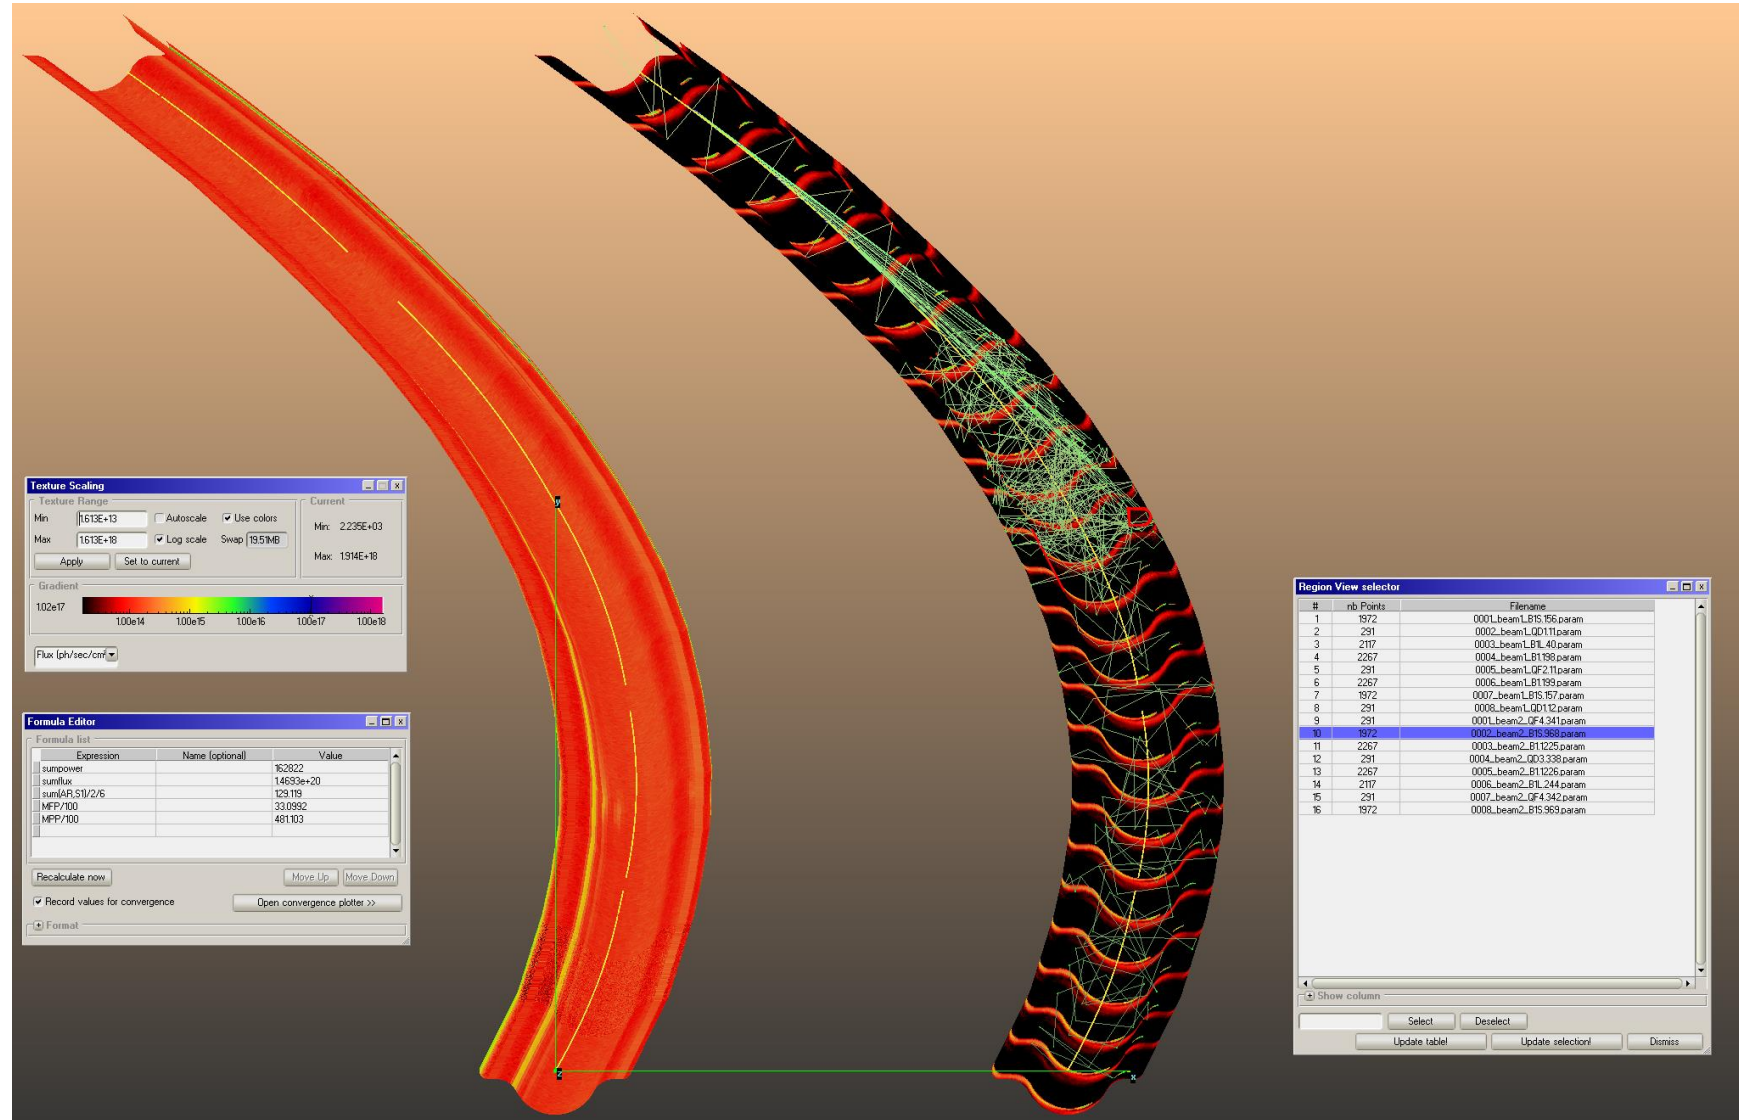 Texture Scaling
Texture Range
Current
Min 1.613E+13 Autoscale Use colors
Min: 2.235E+03
Max 1.613E+18 Log scale Swap 19.51MB
Max: 1.914E+18
Apply Set to current
Gradient
1.02e17
1.00e14 1.00e15 1.00e16 1.00e17 1.00e18
Flux (ph/sec/cm
Formula Editor
Formula list
Expression Name (optional) Value
sumpower 162822
sumflux 1.4693e+20
sum(AR,S1)/2/6 129.119
MFP/100 33.0992
MPP/100 481.103
Recalculate now Move Up Move Down
Record values for convergence Open convergence plotter >>
Format
y
z
x
Region View selector
# nb Points Filename
1 1972 0001_beam1_B1S.156.param
2 291 0002_beam1_QD1.11.param
3 2117 0003_beam1_B1L.40.param
4 2267 0004_beam1_B1.198.param
5 291 0005_beam1_QF2.11.param
6 2267 0006_beam1_B1.199.param
7 1972 0007_beam1_B1S.157.param
8 291 0008_beam1_QD1.12.param
9 291 0001_beam2_QF4.341.param
10 1972 0002_beam2_B1S.968.param
11 2267 0003_beam2_B1.1225.param
12 291 0004_beam2_QD3.338.param
13 2267 0005_beam2_B1.1226.param
14 2117 0006_beam2_B1L.244.param
15 291 0007_beam2_QF4.342.param
16 1972 0008_beam2_B1S.969.param
Show column
Select Deselect
Update table! Update selection! Dismiss